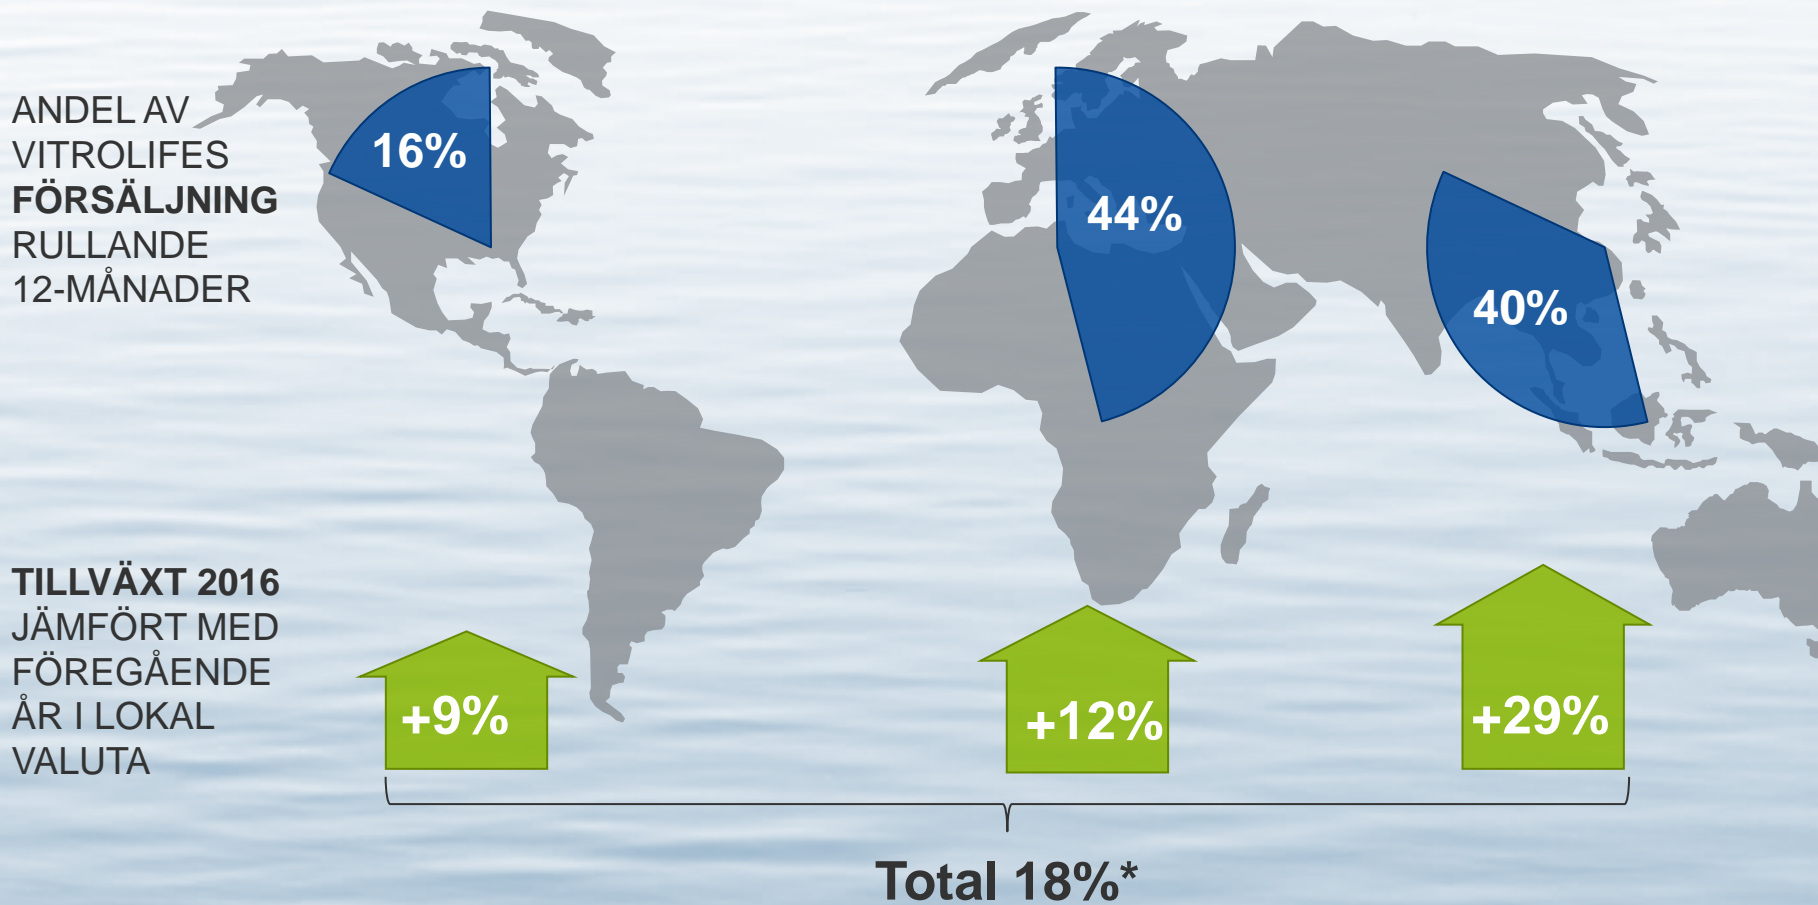 ANDEL AV
VITROLIFES
FÖRSÄLJNING
RULLANDE
12-MÅNADER
16%
44%
40%
TILLVÄXT 2016
JÄMFÖRT MED
FÖREGÅENDE
ÅR I LOKAL
VALUTA
+9%
+12%
+29%
Total 18%*